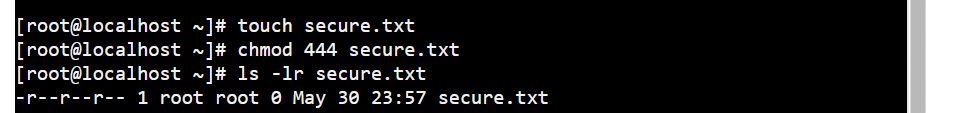 [root@localhost ~]# touch secure.txt
[root@localhost ~]# chmod 444 secure.txt
[root@localhost ~]# ls -lr secure.txt
-r--r--r-- 1 root root 0 May 30 23:57 secure.txt